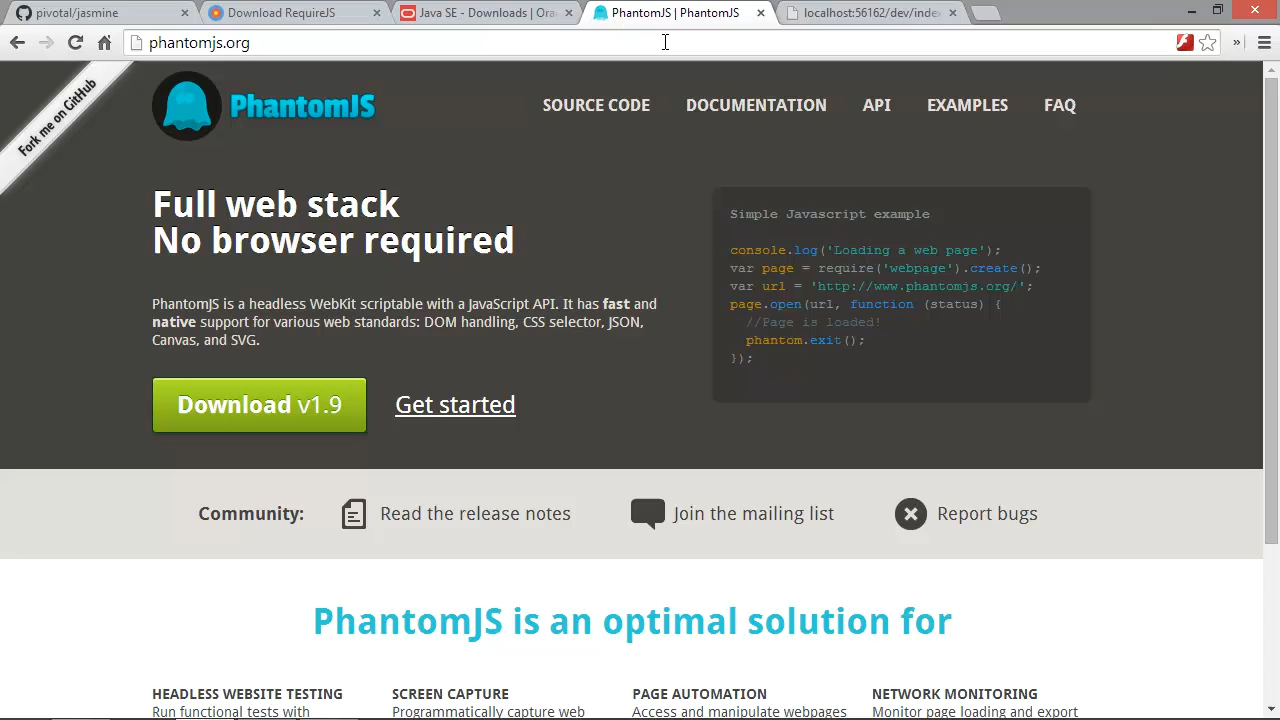 pivotal/jasmine
Download RequireJS
Java SE - Downloads | Ora
PhantomJS | PhantomJS
localhost:56162/dev/inde
phantomjs.org
Fork me on GitHub
PhantomJS
SOURCE CODE
DOCUMENTATION
API
EXAMPLES
FAQ
Full web stack
No browser required
PhantomJS is a headless WebKit scriptable with a JavaScript API. It has fast and
native support for various web standards: DOM handling, CSS selector, JSON,
Canvas, and SVG.
Download v1.9
Get started
Simple Javascript example
console.log('Loading a web page');
var page = require('webpage').create();
var url = 'http://www.phantomjs.org/';
page.open(url, function (status) {
//Page is loaded!
phantom.exit();
});
Community:
Read the release notes
Join the mailing list
Report bugs
PhantomJS is an optimal solution for
HEADLESS WEBSITE TESTING
Run functional tests with
SCREEN CAPTURE
Programmatically capture web
PAGE AUTOMATION
Access and manipulate webpages
NETWORK MONITORING
Monitor page loading and export